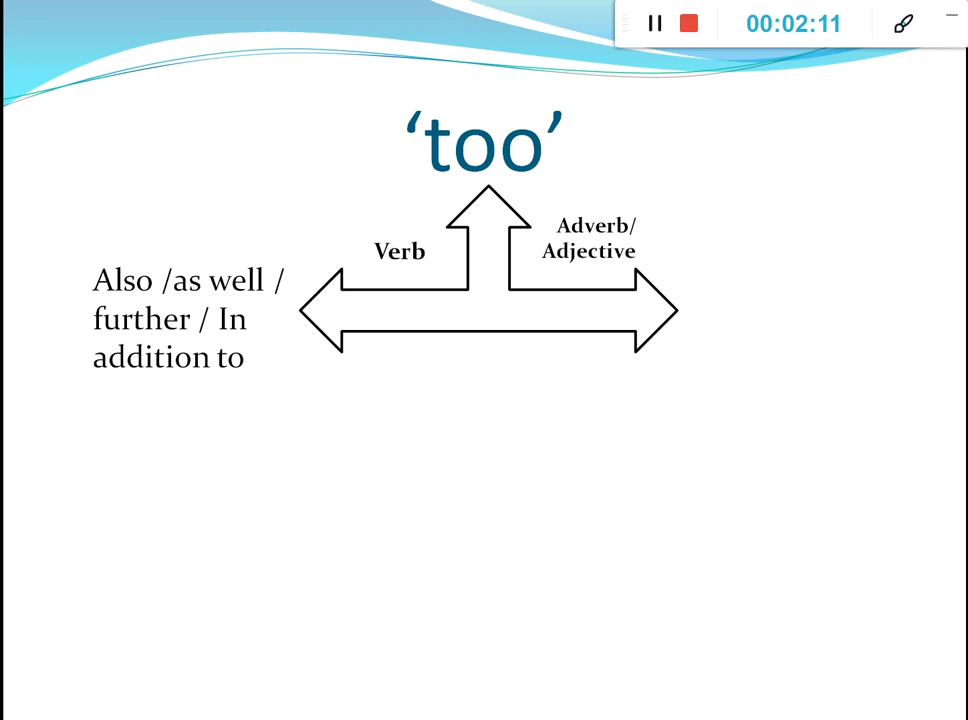 00:02:11
‘too’
Verb
Adverb/
Adjective
Also /as well /
further / In
addition to